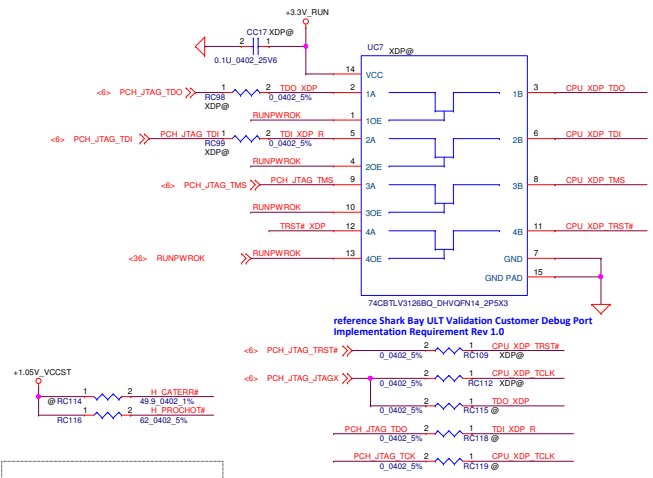 +3.3V_RUN
CC17 XDP@
2 1
0.1U_0402_25V6
UC7 XDP@
14 VCC
<6> PCH_JTAG_TDO 1 2 TDO_XDP 2 1A 1B 3 CPU_XDP_TDO
RC98 0_0402_5%
XDP@
RUNPWROK 1 1OE
<6> PCH_JTAG_TDI PCH_JTAG_TDI 1 2 TDI_XDP_R 5 2A 2B 6 CPU_XDP_TDI
RC99 0_0402_5%
XDP@
RUNPWROK 4 2OE
<6> PCH_JTAG_TMS PCH_JTAG_TMS 9 3A 3B 8 CPU_XDP_TMS
RUNPWROK 10 3OE
TRST#_XDP 12 4A 4B 11 CPU_XDP_TRST#
<36> RUNPWROK RUNPWROK 13 4OE GND 7
GND PAD 15
74CBTLV3126BQ_DHVQFN14_2P5X3
reference Shark Bay ULT Validation Customer Debug Port
Implementation Requirement Rev 1.0
<6> PCH_JTAG_TRST# 2 1 CPU_XDP_TRST#
0_0402_5% RC109 XDP@
<6> PCH_JTAG_JTAGX 2 1 CPU_XDP_TCLK
0_0402_5% RC112 XDP@
2 1 TDO_XDP
0_0402_5% RC115 @
PCH_JTAG_TDO 2 1 TDI_XDP_R
0_0402_5% RC118 @
PCH_JTAG_TCK 2 1 CPU_XDP_TCLK
0_0402_5% RC119 @
+1.05V_VCCST
1 2 H_CATERR#
@ RC114 49.9_0402_1%
1 2 H_PROCHOT#
RC116 62_0402_5%